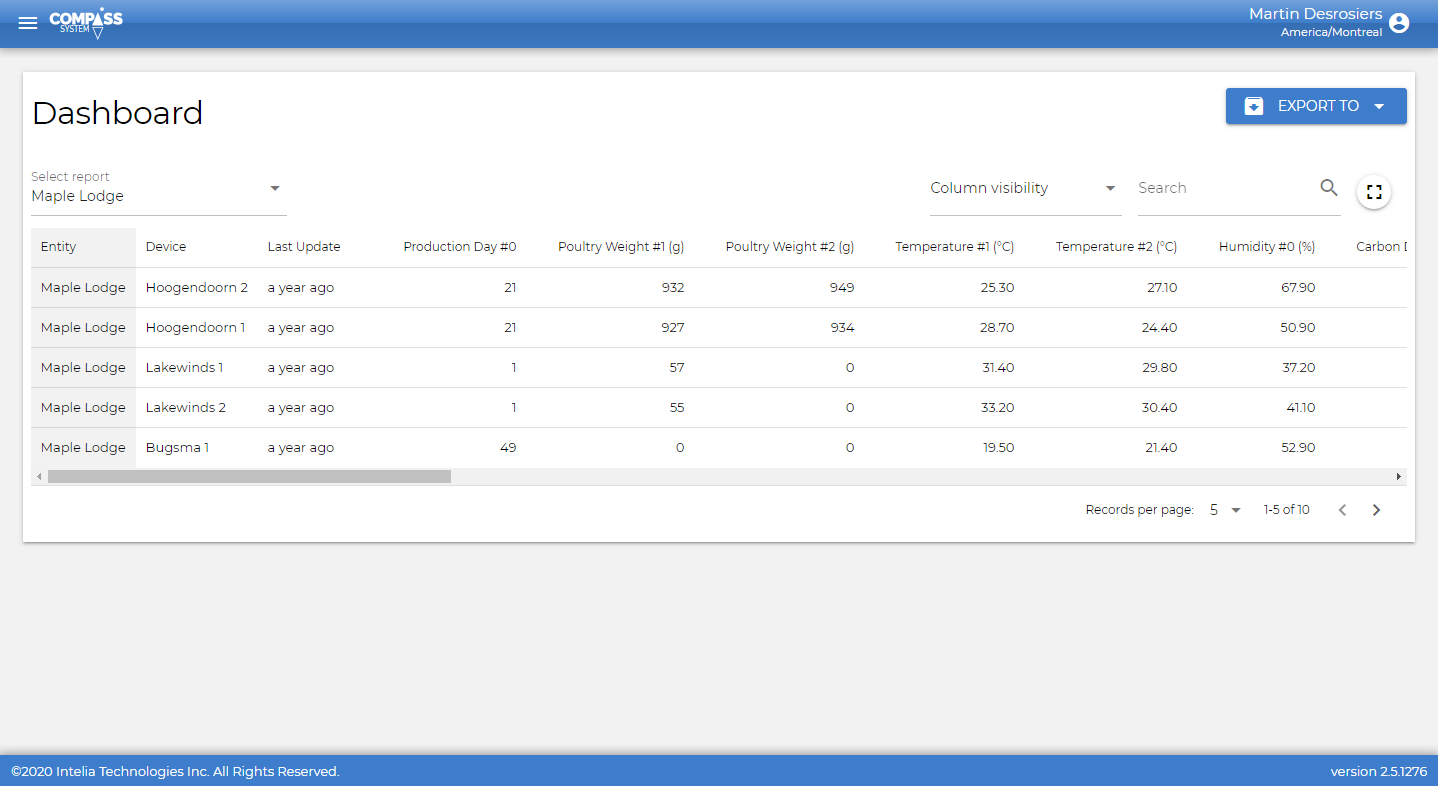 COMPASS
SYSTEM
Martin Desrosiers
America/Montreal
Dashboard
EXPORT TO
Select report
Maple Lodge
Column visibility
Search
Entity Device Last Update Production Day #0 Poultry Weight #1 (g) Poultry Weight #2 (g) Temperature #1 (°C) Temperature #2 (°C) Humidity #0 (%) Carbon D
Maple Lodge Hoogendoorn 2 a year ago 21 932 949 25.30 27.10 67.90
Maple Lodge Hoogendoorn 1 a year ago 21 927 934 28.70 24.40 50.90
Maple Lodge Lakewinds 1 a year ago 1 57 0 31.40 29.80 37.20
Maple Lodge Lakewinds 2 a year ago 1 55 0 33.20 30.40 41.10
Maple Lodge Bugsma 1 a year ago 49 0 0 19.50 21.40 52.90
Records per page: 5 1-5 of 10
©2020 Intelia Technologies Inc. All Rights Reserved.
version 2.5.1276